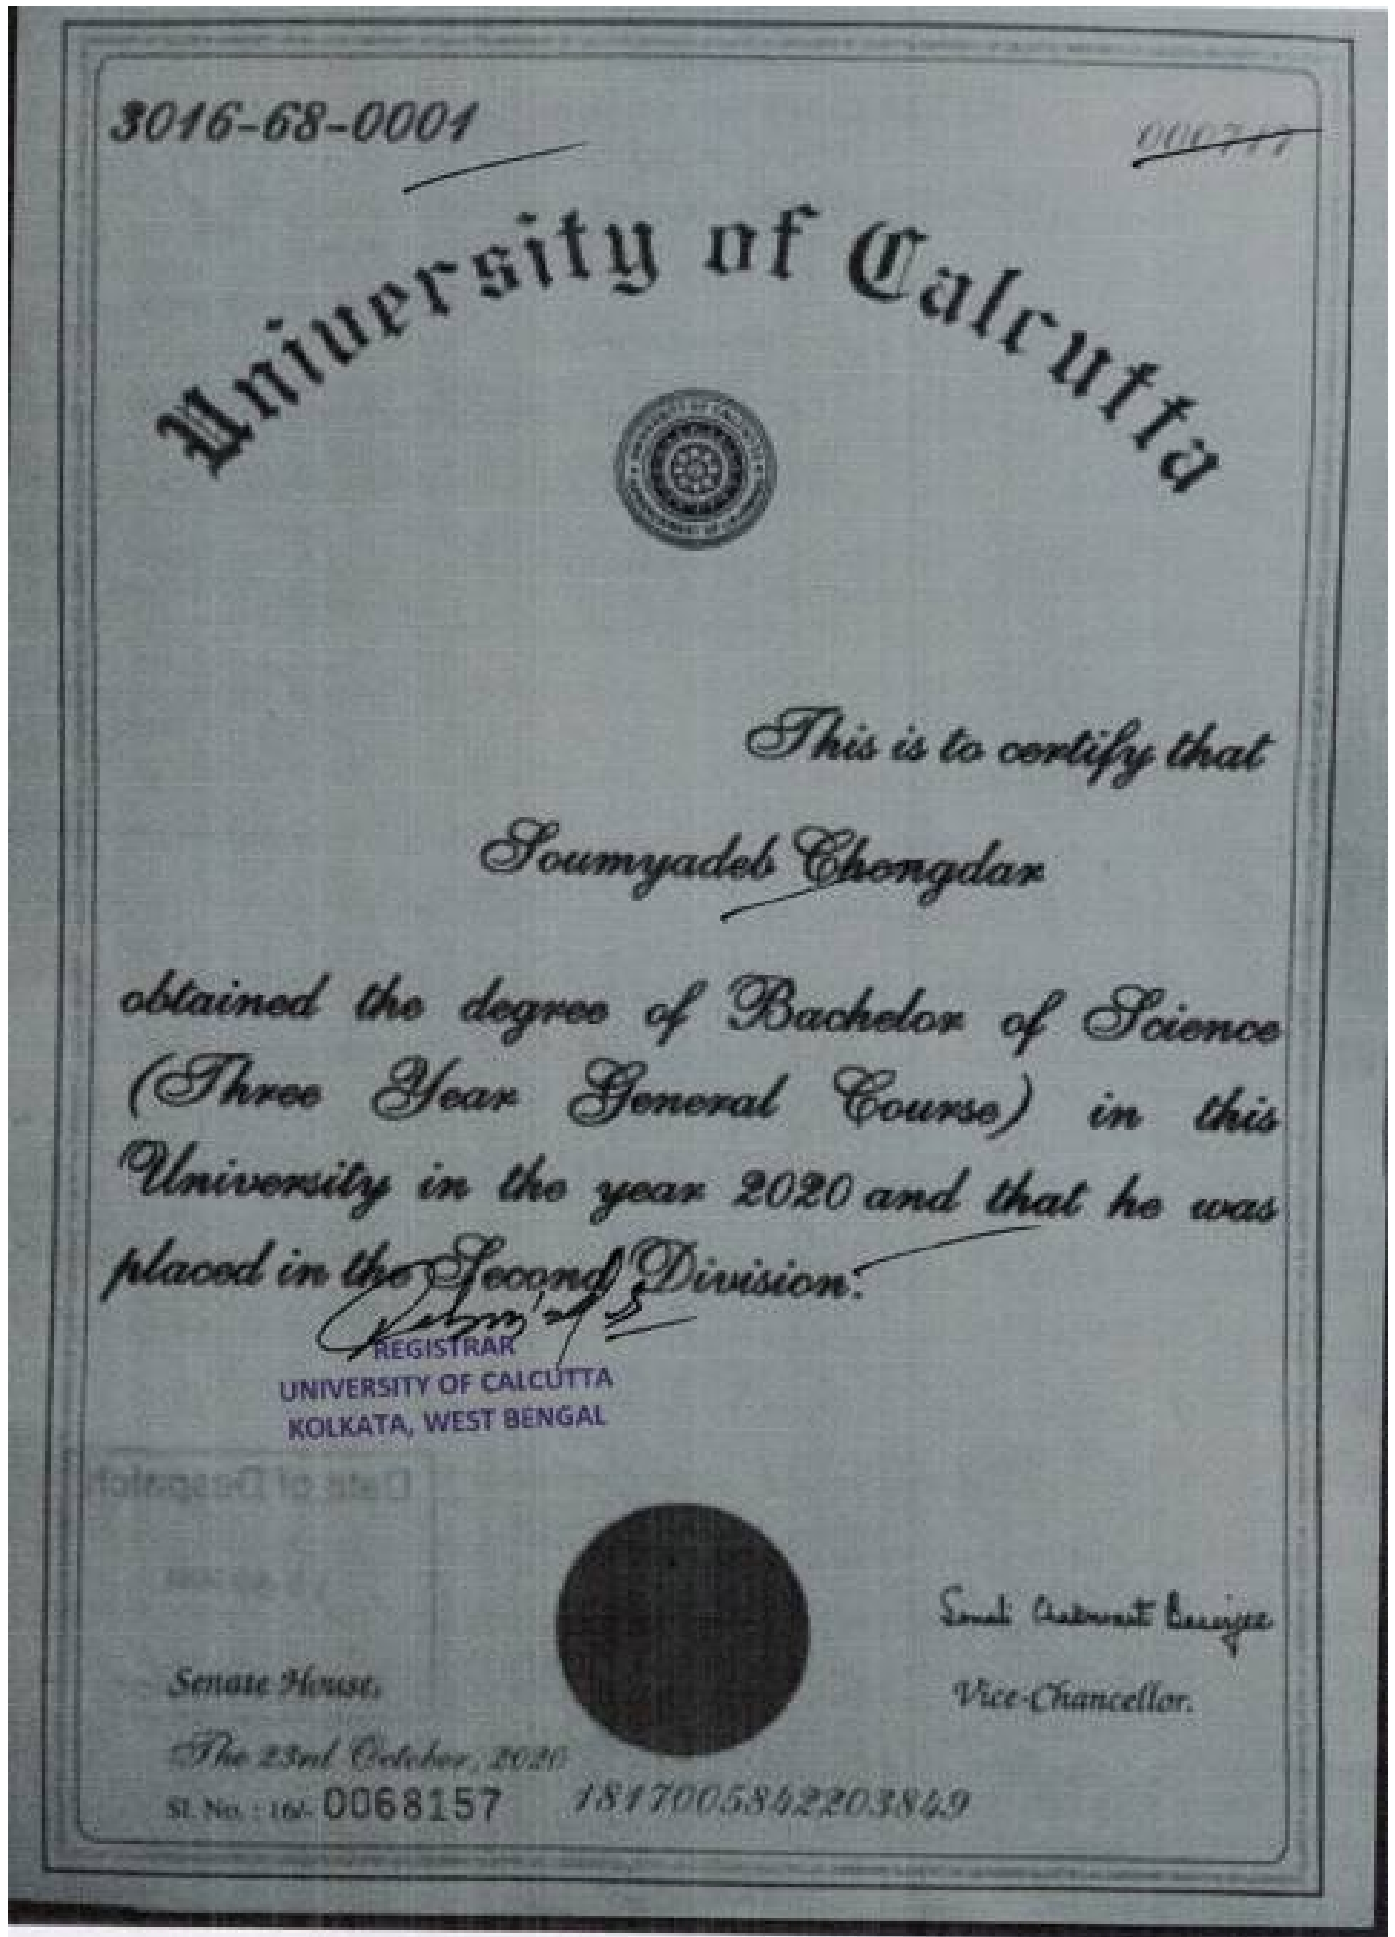 3016-68-0001
University of Calcutta
This is to certify that
Soumyadeb Chongdar
obtained the degree of Bachelor of Science
(Three Year General Course) in this
University in the year 2020 and that he was
placed in the Second Division.
REGISTRAR
UNIVERSITY OF CALCUTTA
KOLKATA, WEST BENGAL
Date of Despatch
Senate House,
Vice-Chancellor.
The 23rd October, 2020
Sl. No. : 16/- 0068157
1817005842203849